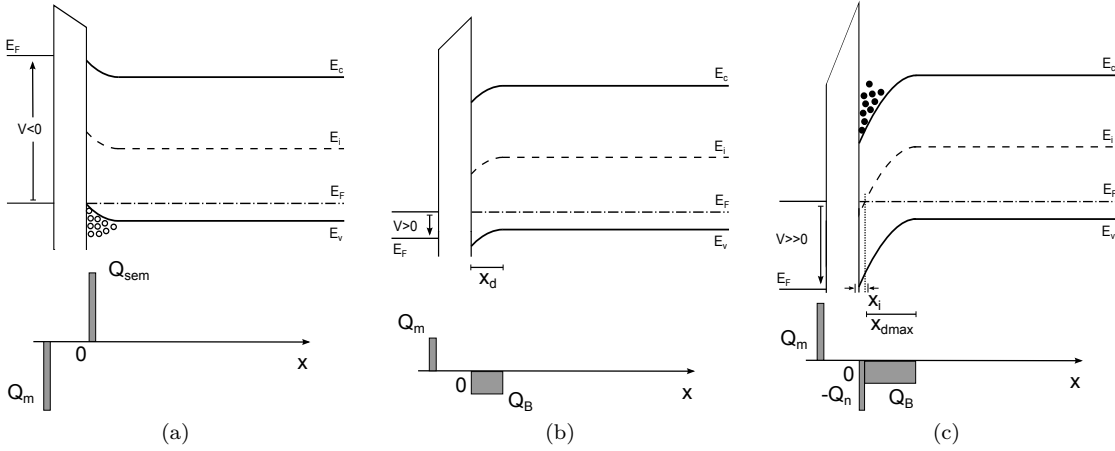 E_F
V<0
E_c
E_i
E_F
E_v
Q_sem
0
x
Q_m
(a)
E_c
E_i
E_F
V>0
E_F
E_v
x_d
Q_m
0
Q_B
x
(b)
E_c
E_i
E_F
V>>0
E_v
E_F
x_i
x_dmax
Q_m
0
x
-Q_n
Q_B
(c)